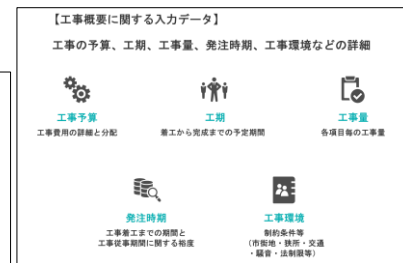 【工事概要に関する入力データ】
工事の予算、工期、工事量、発注時期、工事環境などの詳細
工事予算
工事費用の詳細と分配
工期
着工から完成までの予定期間
工事量
各項目毎の工事量
発注時期
工事着工までの期間と
工事従事期間に関する裕度
工事環境
制約条件等
（市街地・狭所・交通
・騒音・法制限等）